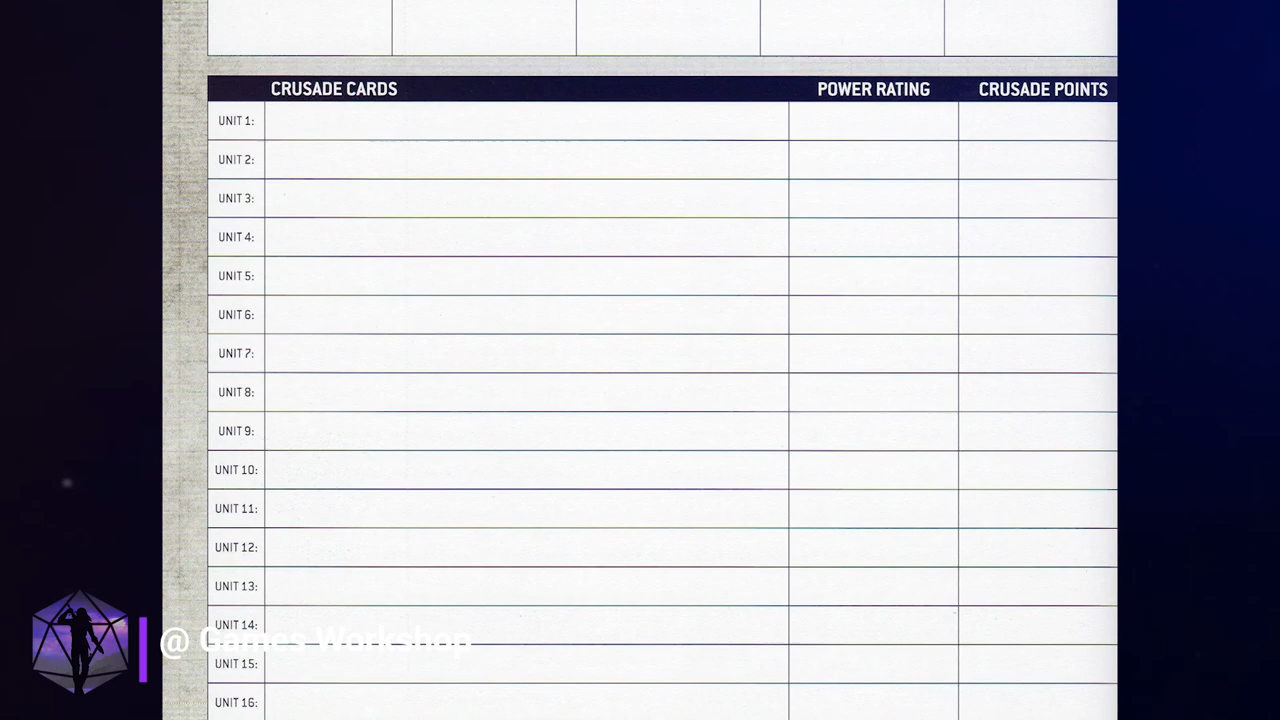 CRUSADE CARDS POWER RATING CRUSADE POINTS
UNIT 1:
UNIT 2:
UNIT 3:
UNIT 4:
UNIT 5:
UNIT 6:
UNIT 7:
UNIT 8:
UNIT 9:
UNIT 10:
UNIT 11:
UNIT 12:
UNIT 13:
UNIT 14:
@ Games Workshop
UNIT 15:
UNIT 16: